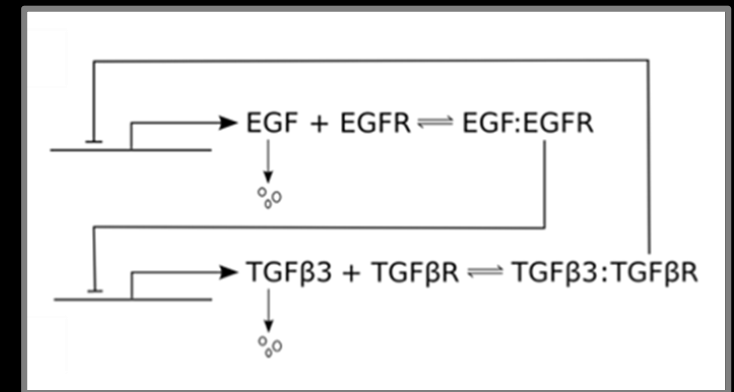 EGF + EGFR ⇌ EGF:EGFR
TGFβ3 + TGFβR ⇌ TGFβ3:TGFβR